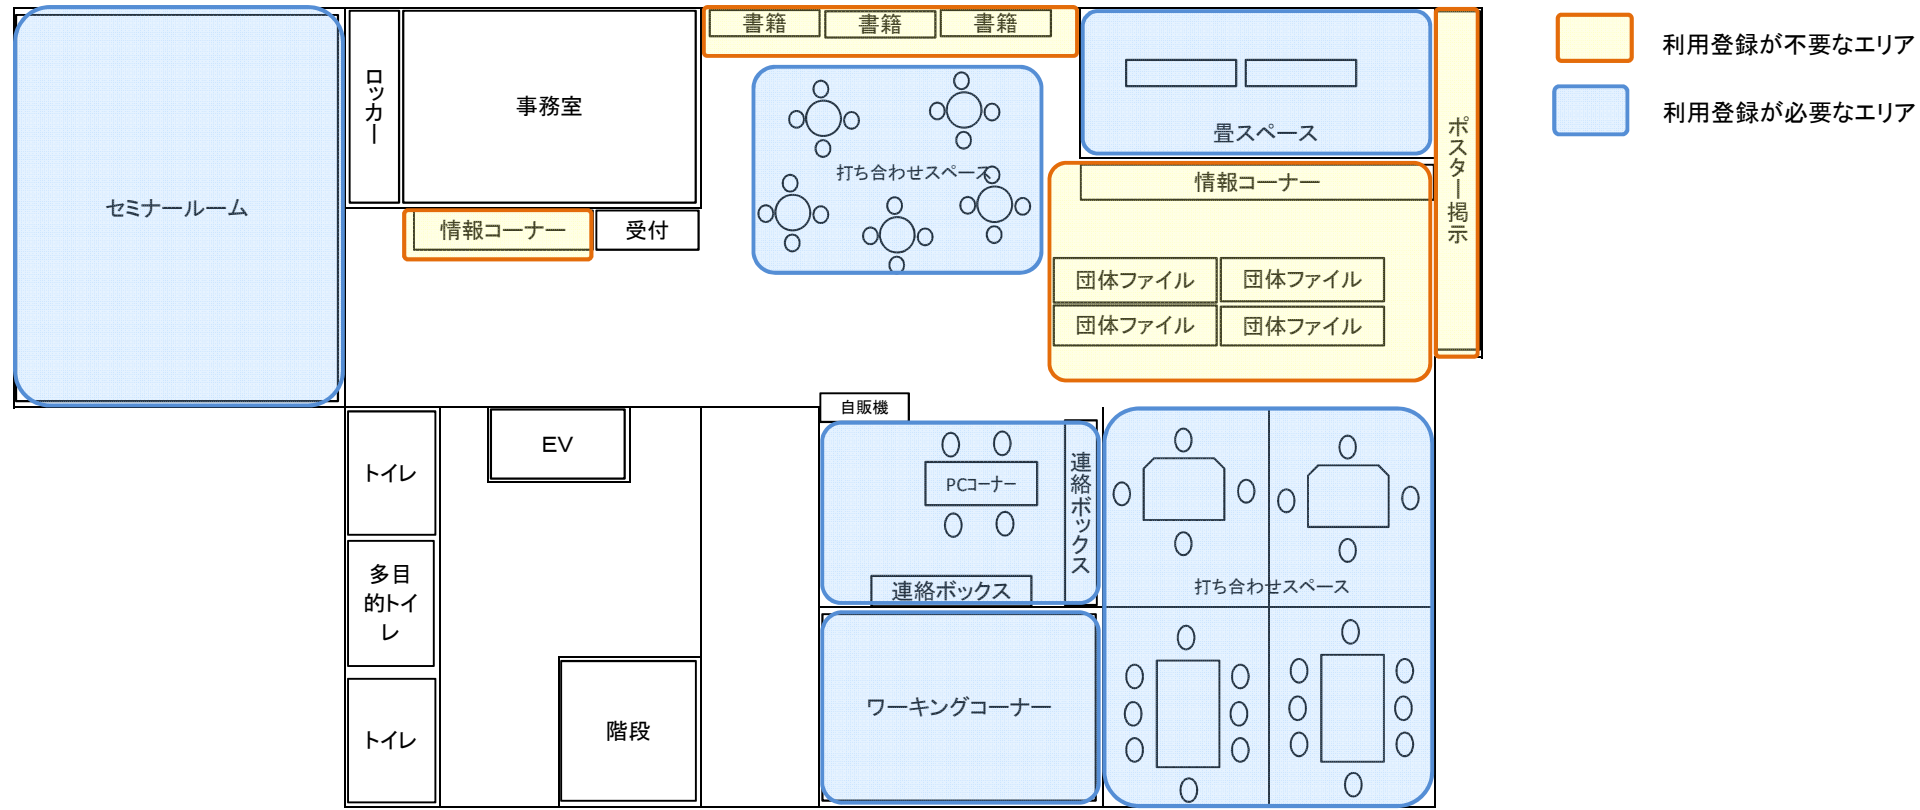 書籍
書籍
書籍
利用登録が不要なエリア
利用登録が必要なエリア
ロッカー
事務室
畳スペース
ポスター掲示
打ち合わせスペース
情報コーナー
セミナールーム
情報コーナー
受付
団体ファイル
団体ファイル
団体ファイル
団体ファイル
自販機
EV
トイレ
PCコーナー
連絡ボックス
多目
的トイ
レ
連絡ボックス
打ち合わせスペース
ワーキングコーナー
階段
トイレ